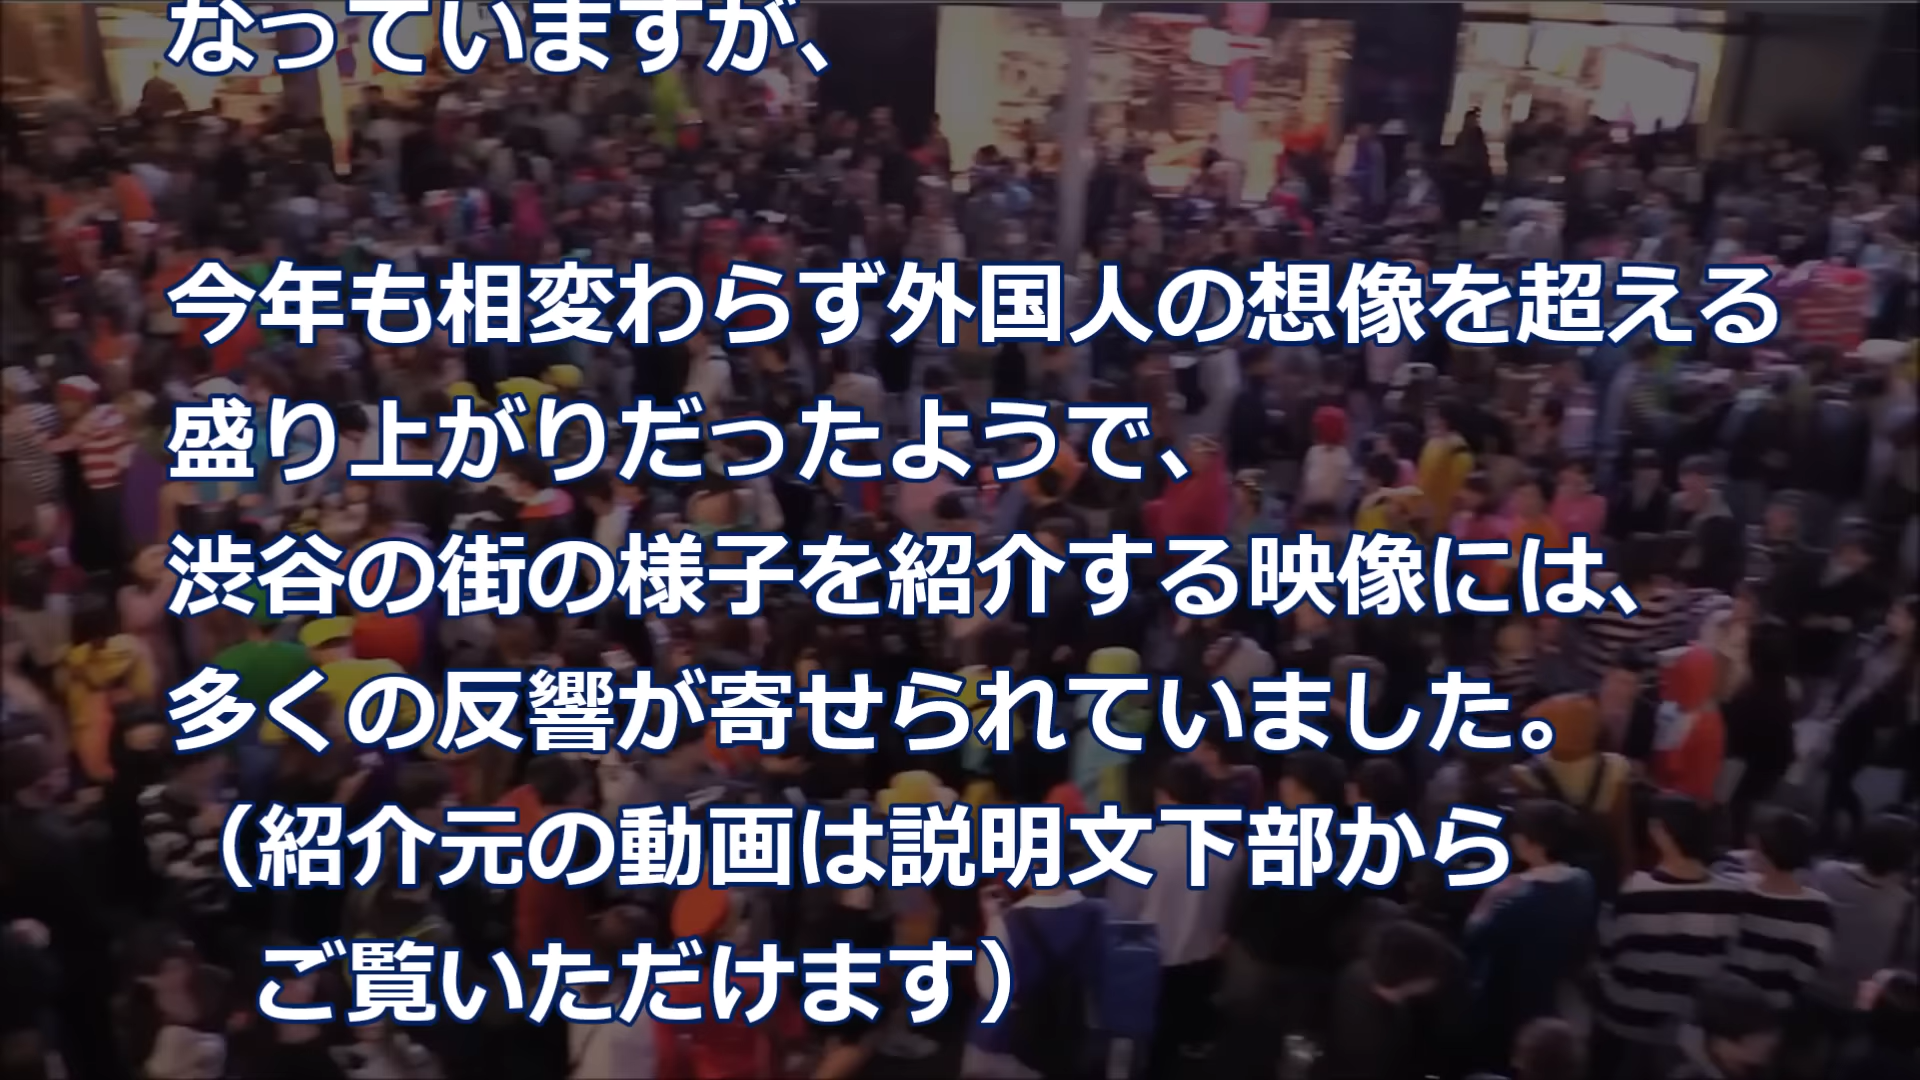 なっていますが、
今年も相変わらず外国人の想像を超える
盛り上がりだったようで、
渋谷の街の様子を紹介する映像には、
多くの反響が寄せられていました。
（紹介元の動画は説明文下部から
　ご覧いただけます）